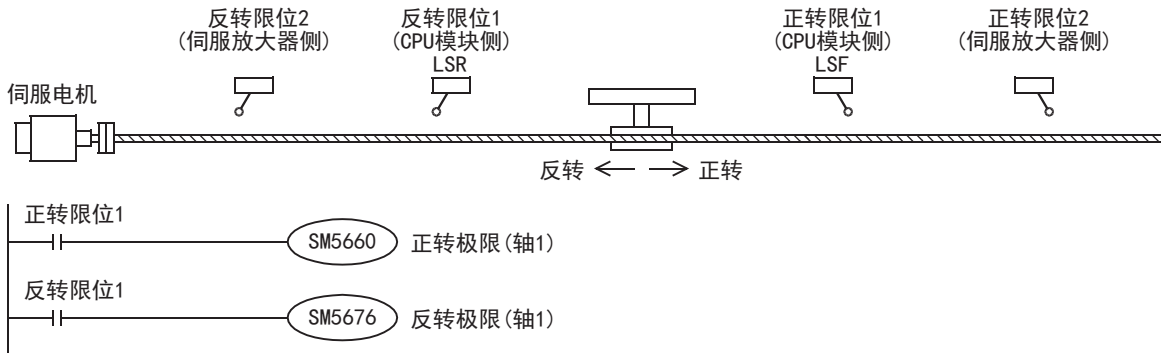 反转限位2
(伺服放大器侧)
反转限位1
(CPU模块侧)
LSR
正转限位1
(CPU模块侧)
LSF
正转限位2
(伺服放大器侧)
伺服电机
反转
正转
正转限位1
SM5660
正转极限(轴1)
反转限位1
SM5676
反转极限(轴1)